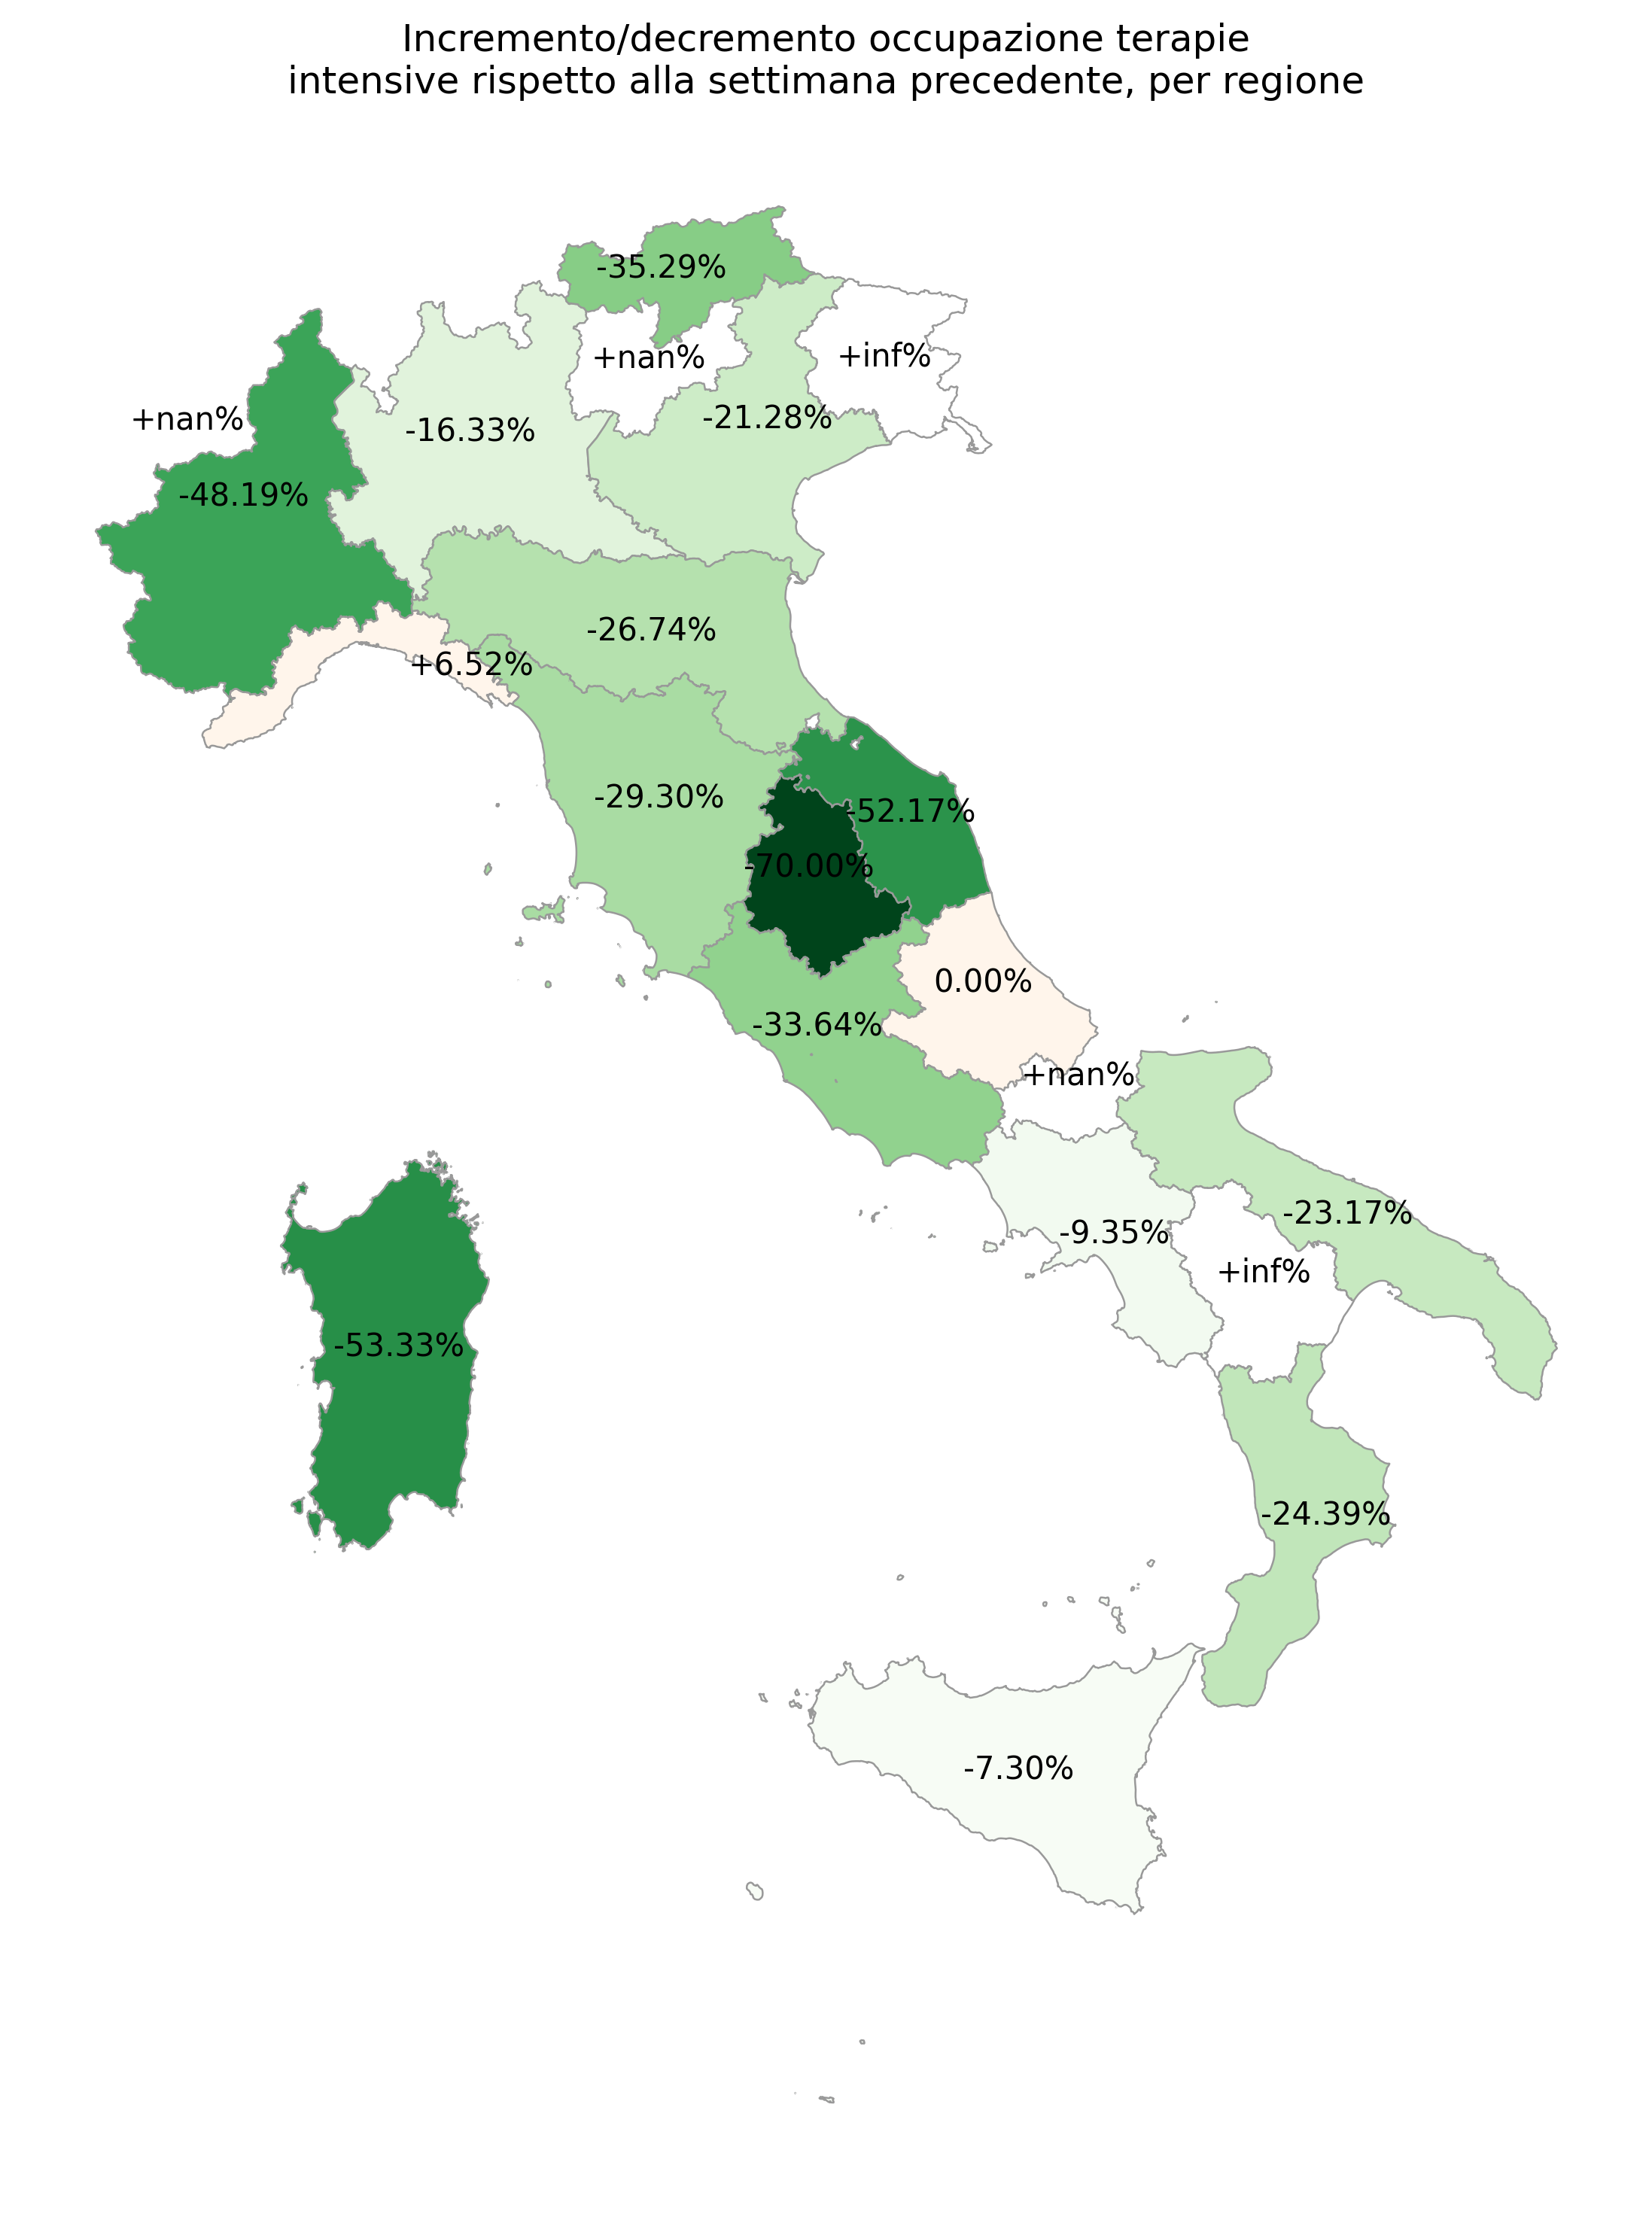 Incremento/decremento occupazione terapie
intensive rispetto alla settimana precedente, per regione
-35.29%
+nan%
+inf%
+nan%
-16.33%
-21.28%
-48.19%
-26.74%
+6.52%
-29.30%
-52.17%
-70.00%
0.00%
-33.64%
+nan%
-23.17%
-9.35%
+inf%
-53.33%
-24.39%
-7.30%